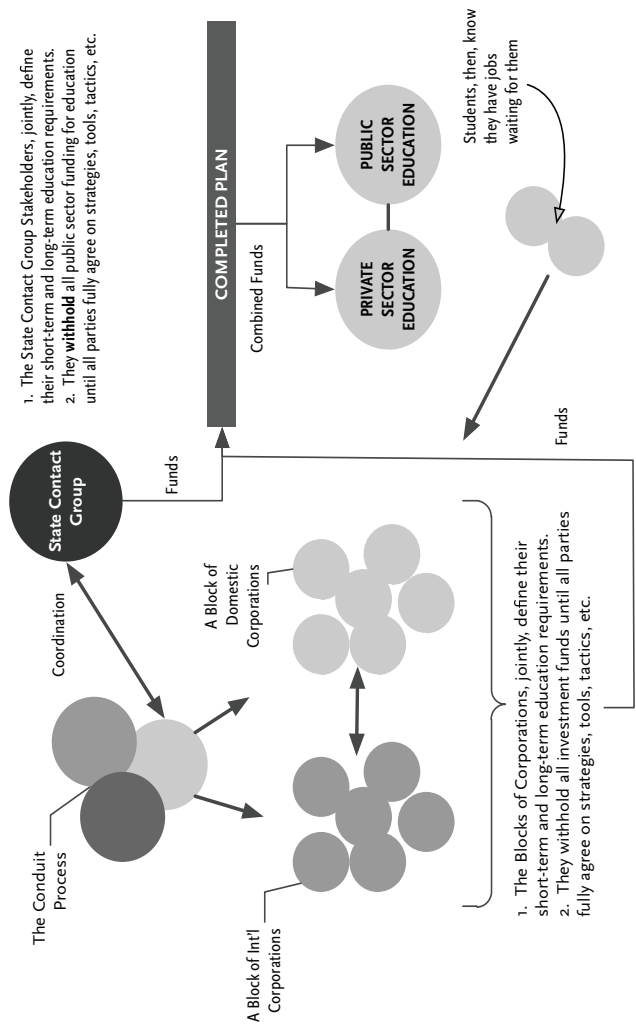 The Conduit
Process
Coordination
State Contact
Group
1. The State Contact Group Stakeholders, jointly, define
their short-term and long-term education requirements.
2. They withhold all public sector funding for education
until all parties fully agree on strategies, tools, tactics, etc.
Funds
COMPLETED PLAN
A Block of Int'l
Corporations
A Block of
Domestic
Corporations
Combined Funds
PRIVATE
SECTOR
EDUCATION
PUBLIC
SECTOR
EDUCATION
Students, then, know
they have jobs
waiting for them
1. The Blocks of Corporations, jointly, define their
short-term and long-term education requirements.
2. They withhold all investment funds until all parties
fully agree on strategies, tools, tactics, etc.
Funds